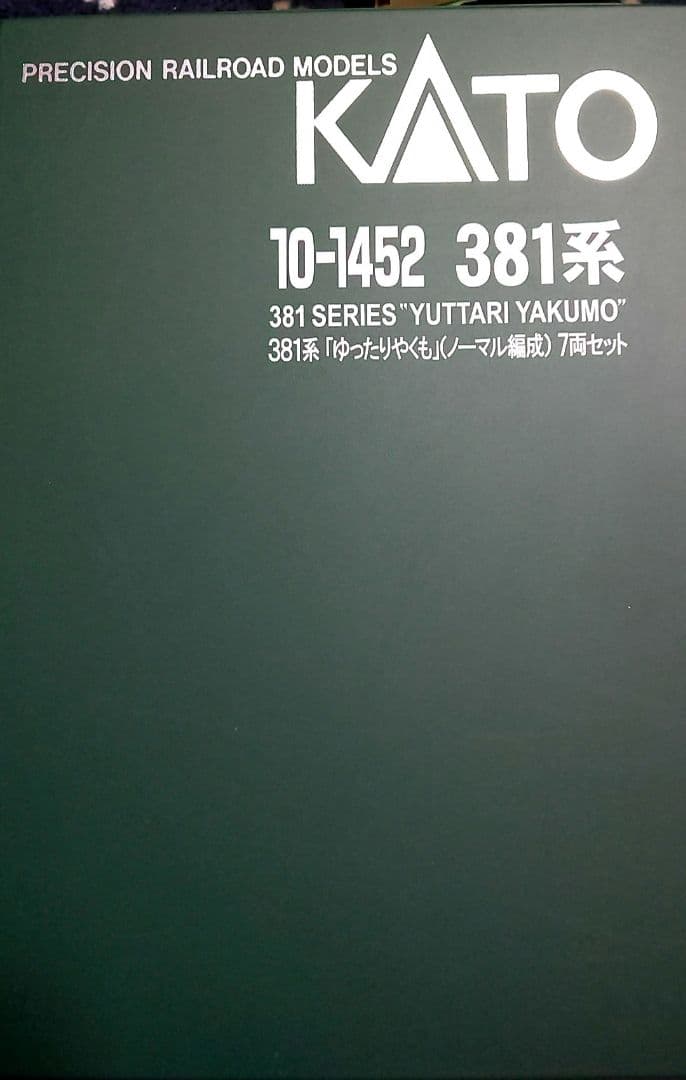 PRECISION RAILROAD MODELS
KATO
10-1452 381系
381 SERIES "YUTTARI YAKUMO"
381系「ゆったりやくも」(ノーマル編成) 7両セット